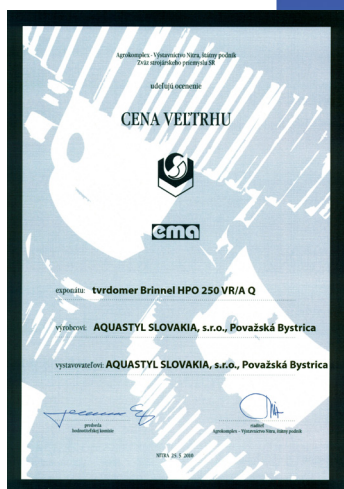 Agrokomplex - Výstavníctvo Nitra, štátny podnik
Zväz strojárskeho priemyslu SR
udeľujú ocenenie
CENA VEĽTRHU
ema
exponátu: tvrdomer Brinnel HPO 250 VR/A Q
výrobcovi: AQUASTYL SLOVAKIA, s.r.o., Považská Bystrica
vystavovateľovi: AQUASTYL SLOVAKIA, s.r.o., Považská Bystrica
predseda
hodnotiteľskej komisie
riaditeľ
Agrokomplex - Výstavníctvo Nitra, štátny podnik
NITRA